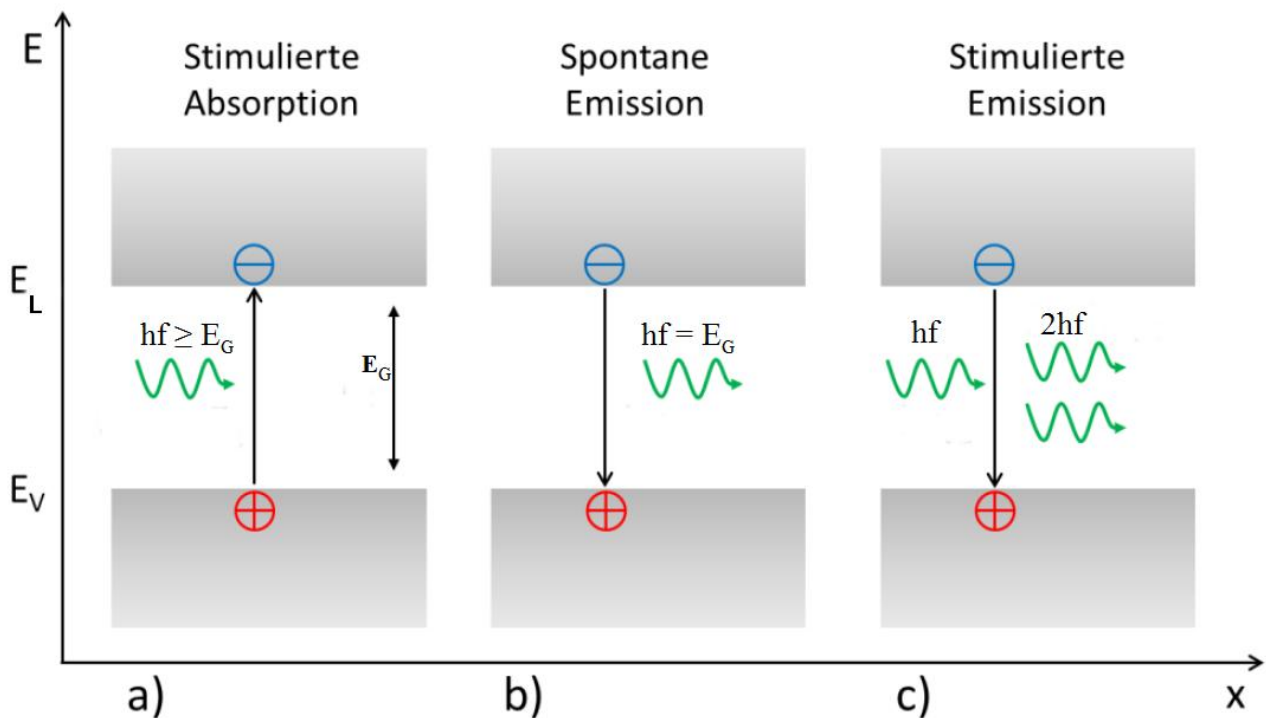 E
Stimulierte
Absorption
Spontane
Emission
Stimulierte
Emission
E_L
hf ≥ E_G
E_G
hf = E_G
hf
2hf
E_V
a)
b)
c)
x